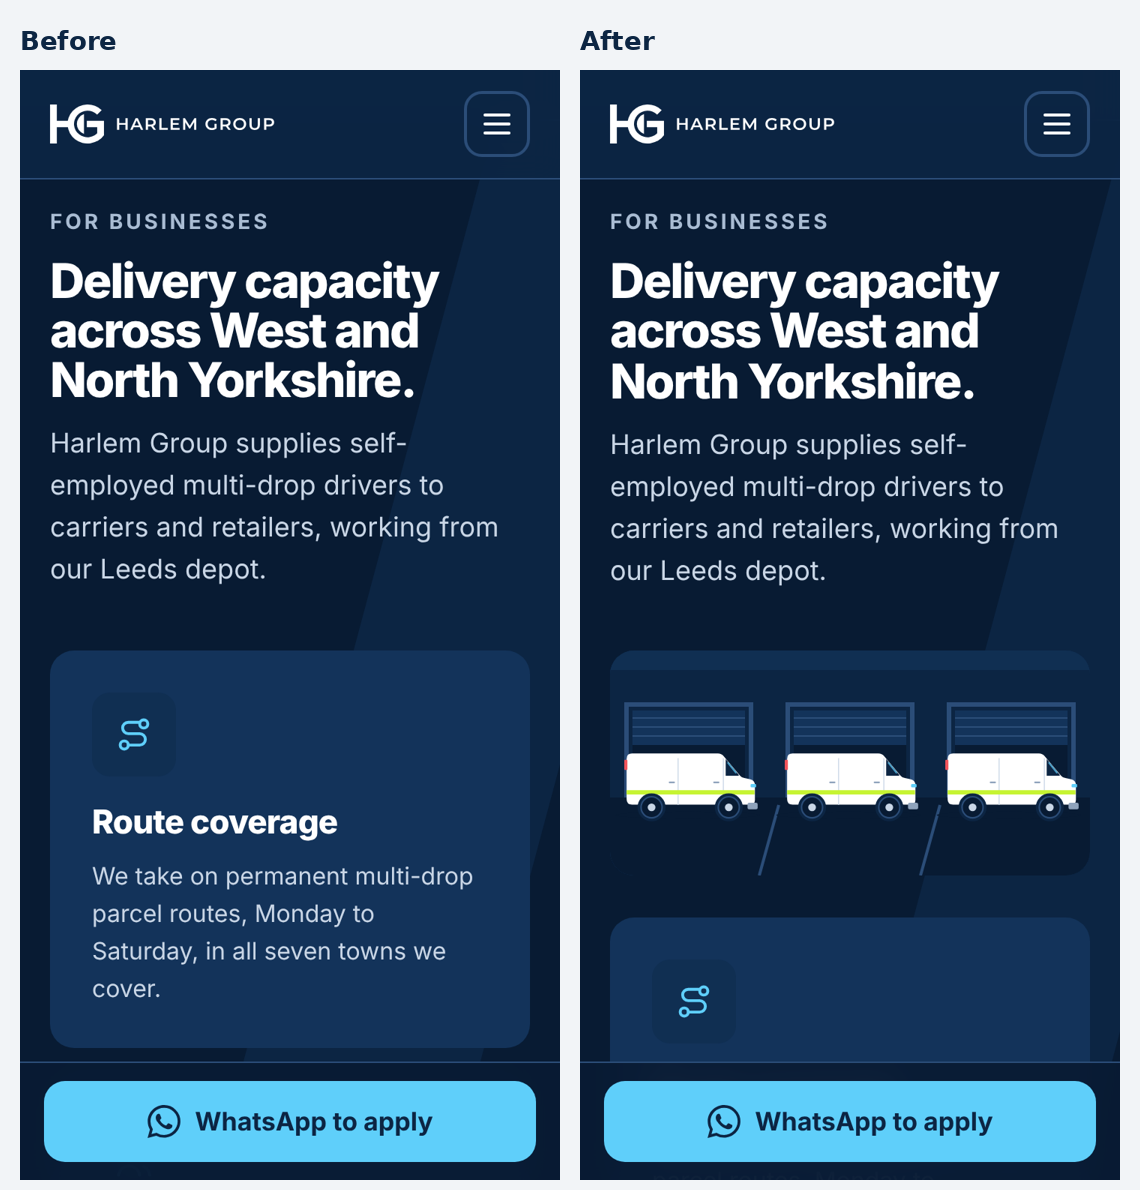 Before
HG HARLEM GROUP
FOR BUSINESSES
Delivery capacity
across West and
North Yorkshire.
Harlem Group supplies self-
employed multi-drop drivers to
carriers and retailers, working from
our Leeds depot.
Route coverage
We take on permanent multi-drop
parcel routes, Monday to
Saturday, in all seven towns we
cover.
WhatsApp to apply
After
HG HARLEM GROUP
FOR BUSINESSES
Delivery capacity
across West and
North Yorkshire.
Harlem Group supplies self-
employed multi-drop drivers to
carriers and retailers, working from
our Leeds depot.
WhatsApp to apply